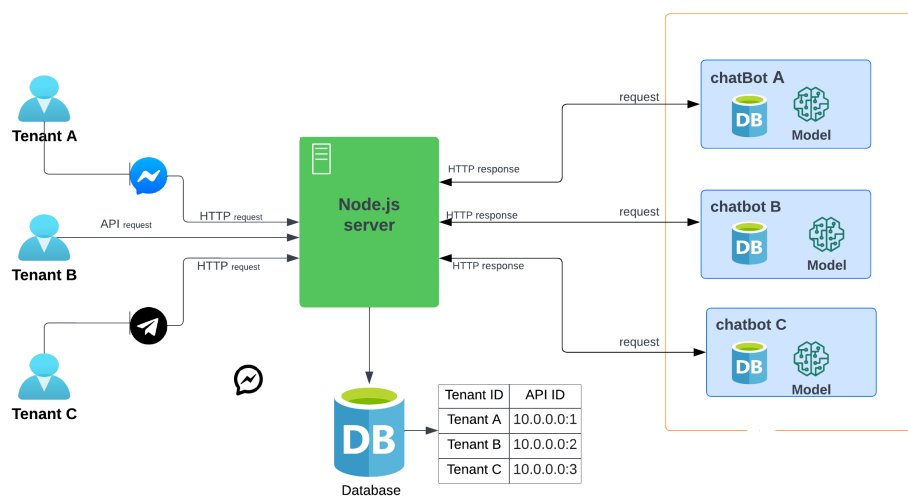 Tenant A
HTTP request
API request
Tenant B
HTTP request
Tenant C
Node.js
server
HTTP response
HTTP response
HTTP response
request
request
request
chatBot A
DB
Model
chatbot B
DB
Model
chatbot C
DB
Model
DB
Database
Tenant ID API ID
Tenant A 10.0.0.0:1
Tenant B 10.0.0.0:2
Tenant C 10.0.0.0:3